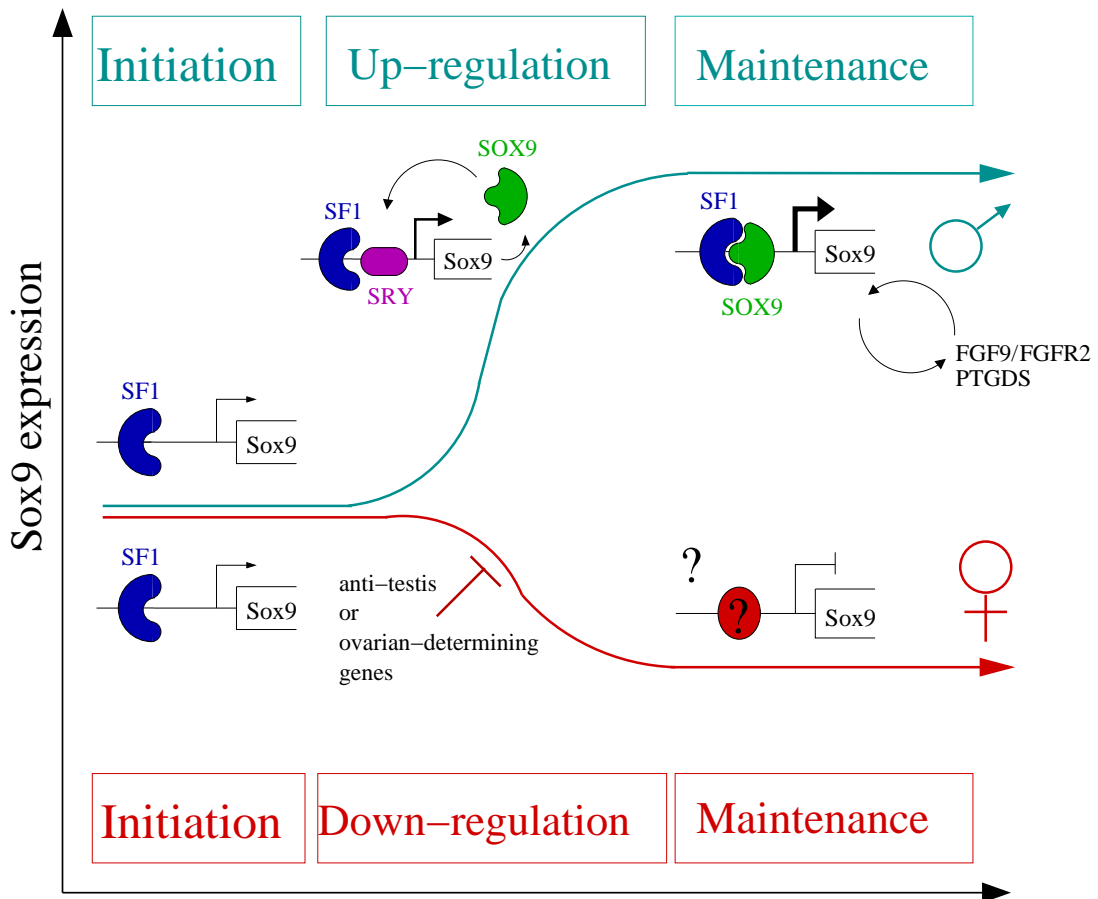 Initiation
Up−regulation
Maintenance
SOX9
SF1
Sox9
SRY
SF1
Sox9
SOX9
FGF9/FGFR2
PTGDS
SF1
Sox9
Sox9 expression
SF1
Sox9
anti−testis
or
ovarian−determining
genes
?
?
Sox9
Initiation
Down−regulation
Maintenance